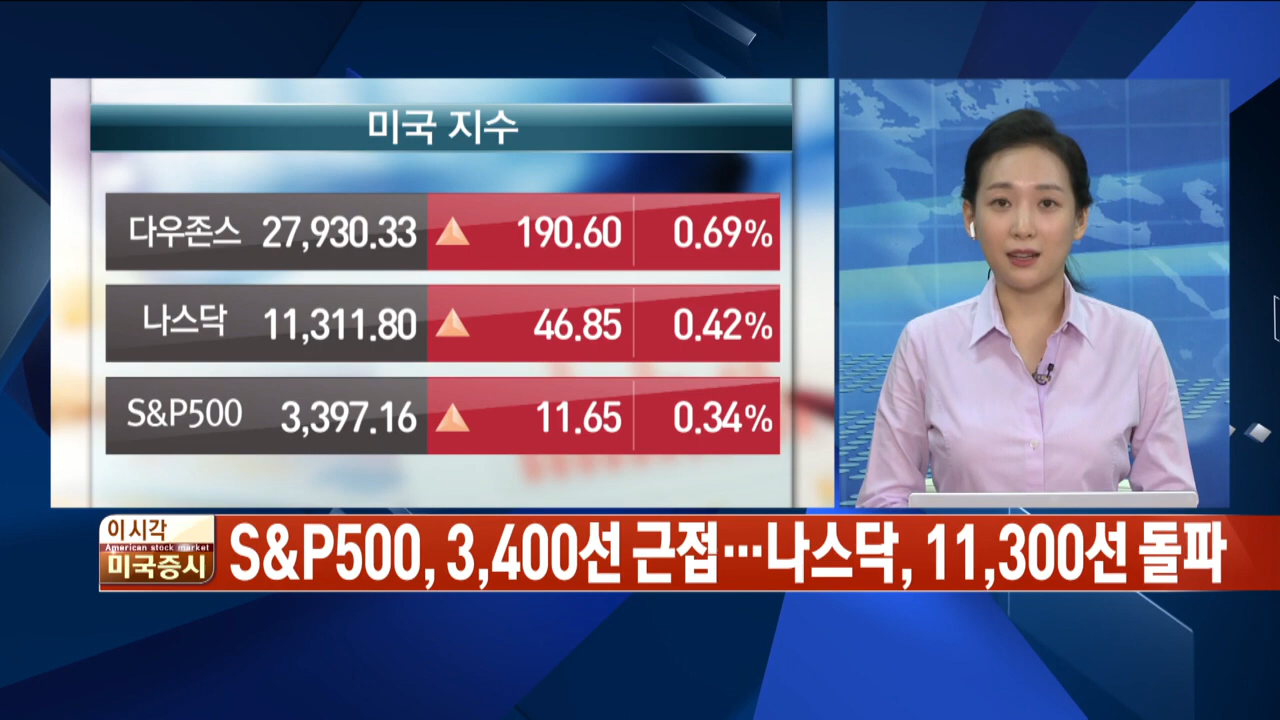 미국 지수
다우존스 27,930.33 ▲ 190.60 0.69%
나스닥 11,311.80 ▲ 46.85 0.42%
S&P500 3,397.16 ▲ 11.65 0.34%
이시각
American stock market
미국증시
S&P500, 3,400선 근접…나스닥, 11,300선 돌파